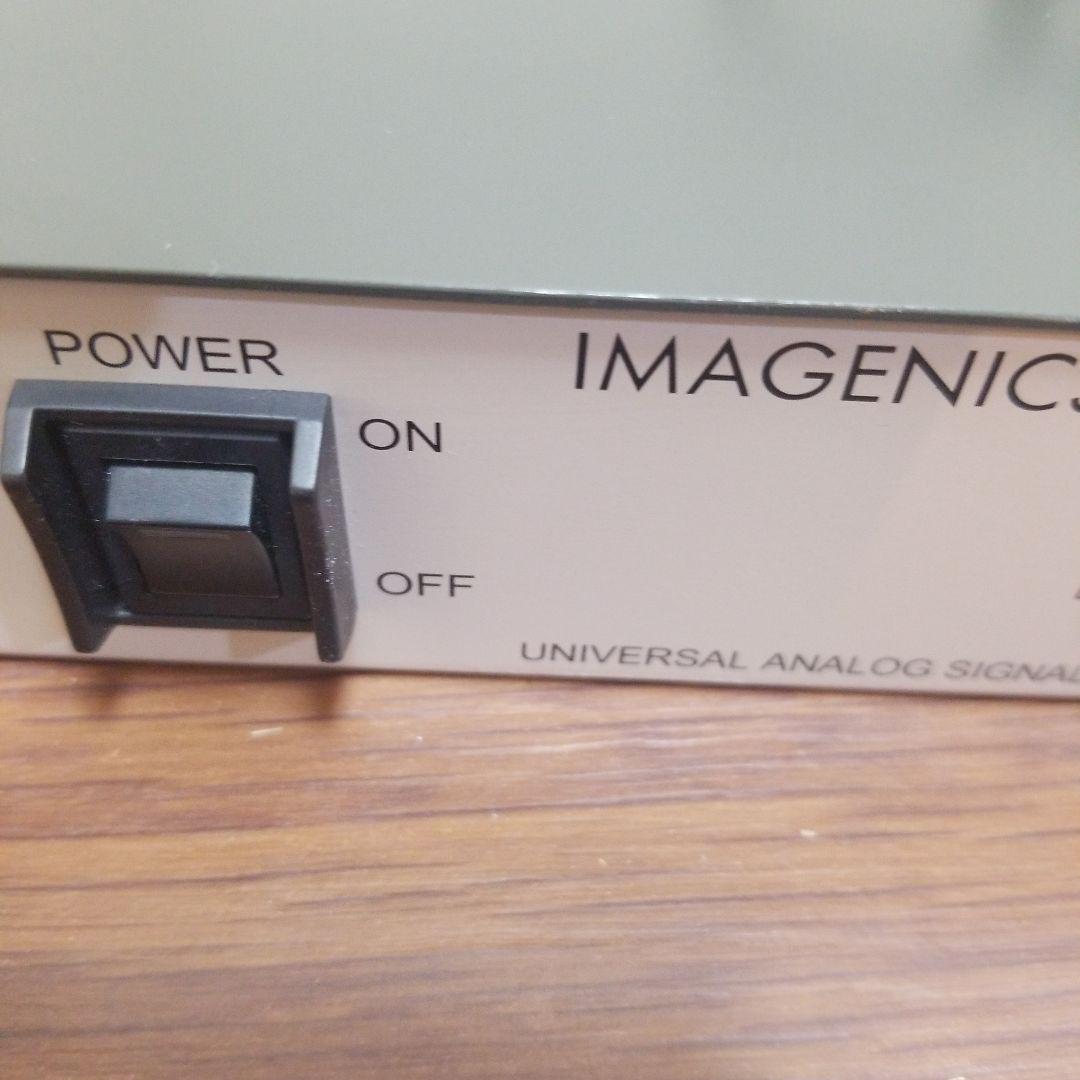 POWER
IMAGENICS
ON
OFF
UNIVERSAL ANALOG SIGNAL